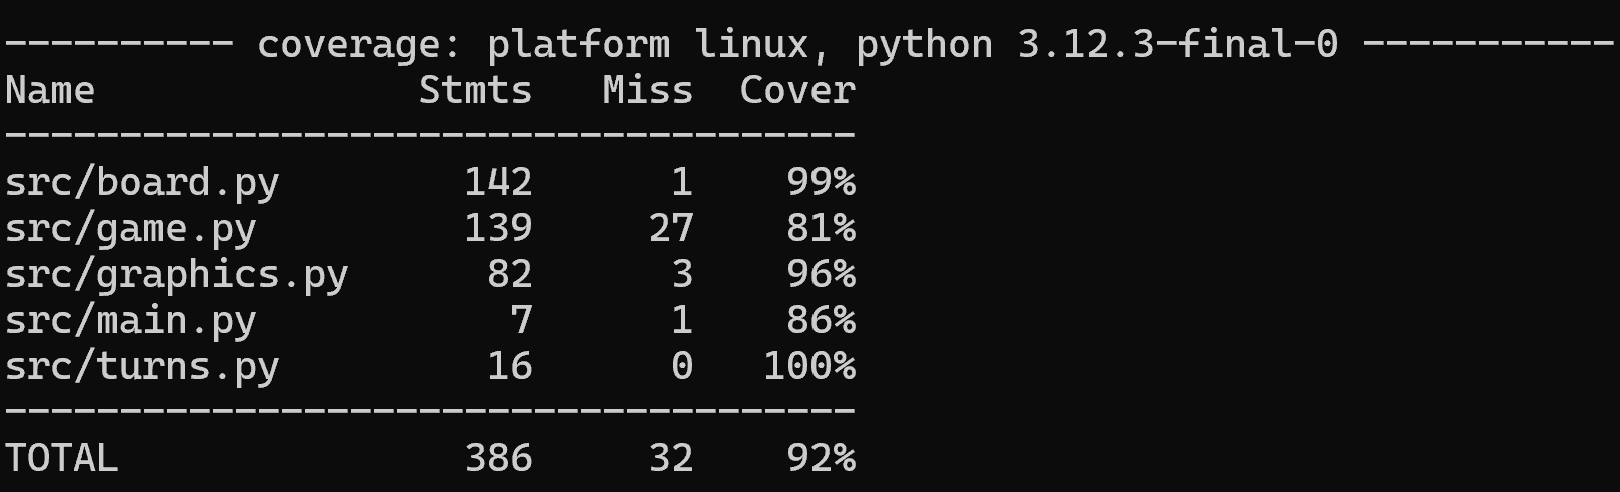 ---------- coverage: platform linux, python 3.12.3-final-0 -----------
Name              Stmts   Miss  Cover
-------------------------------------
src/board.py        142      1    99%
src/game.py         139     27    81%
src/graphics.py      82      3    96%
src/main.py           7      1    86%
src/turns.py         16      0   100%
-------------------------------------
TOTAL               386     32    92%